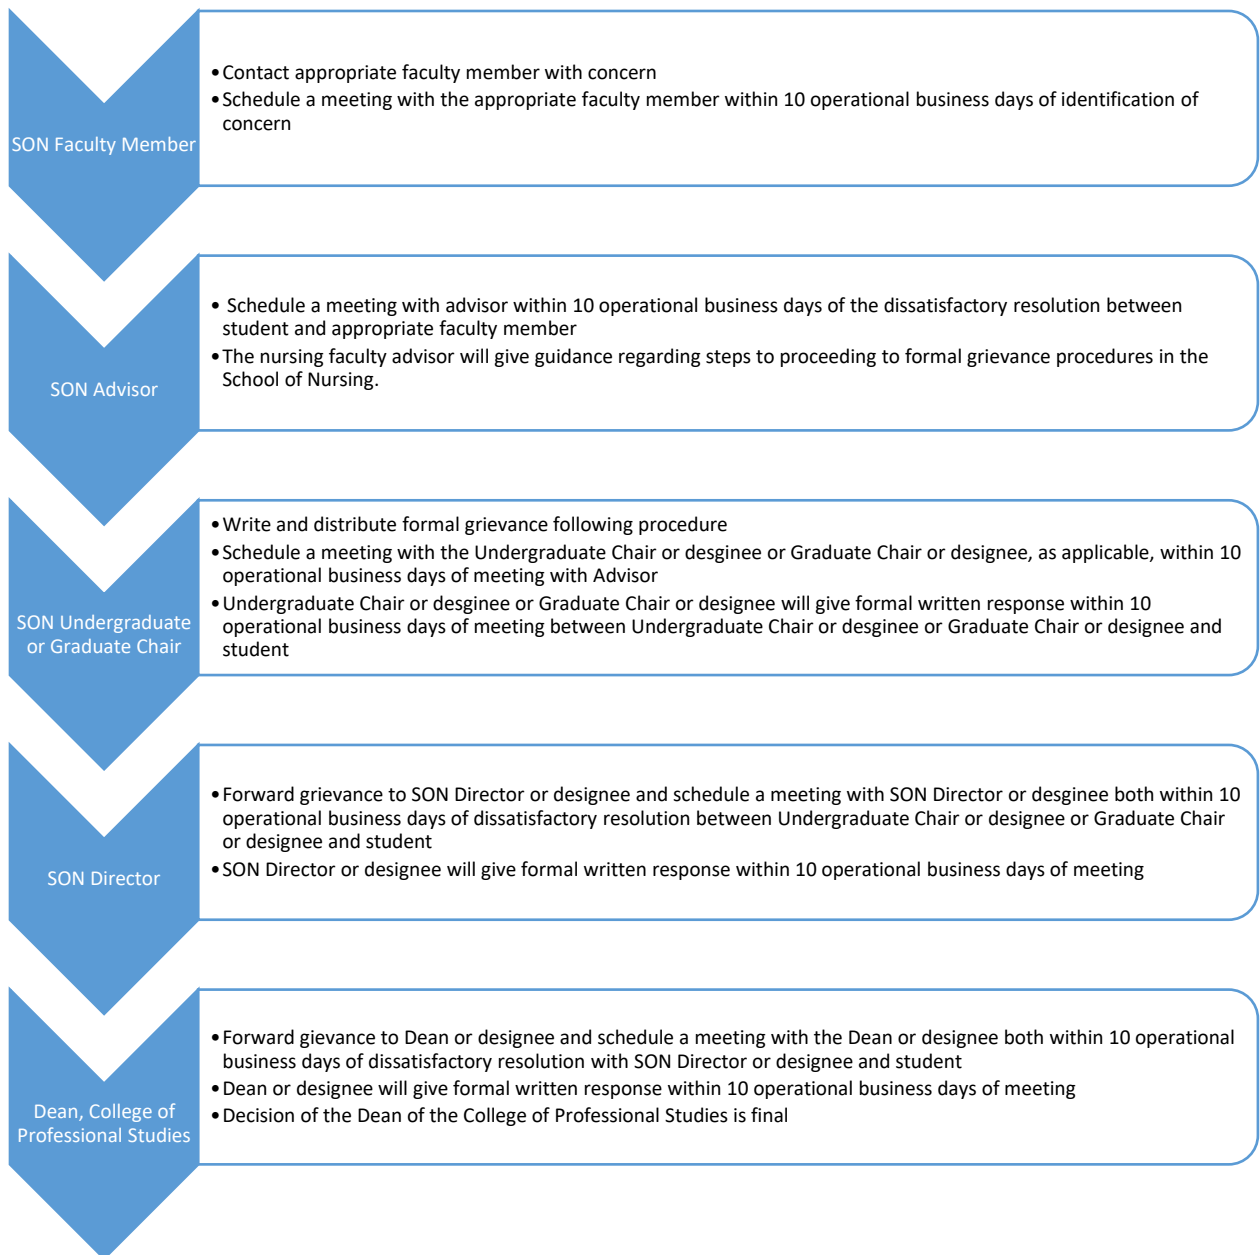 SON Faculty Member
•Contact appropriate faculty member with concern
•Schedule a meeting with the appropriate faculty member within 10 operational business days of identification of
concern
SON Advisor
• Schedule a meeting with advisor within 10 operational business days of the dissatisfactory resolution between
student and appropriate faculty member
•The nursing faculty advisor will give guidance regarding steps to proceeding to formal grievance procedures in the
School of Nursing.
SON Undergraduate
or Graduate Chair
•Write and distribute formal grievance following procedure
•Schedule a meeting with the Undergraduate Chair or desginee or Graduate Chair or designee, as applicable, within 10
operational business days of meeting with Advisor
•Undergraduate Chair or desginee or Graduate Chair or designee will give formal written response within 10
operational business days of meeting between Undergraduate Chair or desginee or Graduate Chair or designee and
student
SON Director
•Forward grievance to SON Director or designee and schedule a meeting with SON Director or desginee both within 10
operational business days of dissatisfactory resolution between Undergraduate Chair or designee or Graduate Chair
or designee and student
•SON Director or designee will give formal written response within 10 operational business days of meeting
Dean, College of
Professional Studies
•Forward gievance to Dean or designee and schedule a meeting with the Dean or designee both within 10 operational
business days of dissatisfactory resolution with SON Director or designee and student
•Dean or designee will give formal written response within 10 operational business days of meeting
•Decision of the Dean of the College of Professional Studies is final